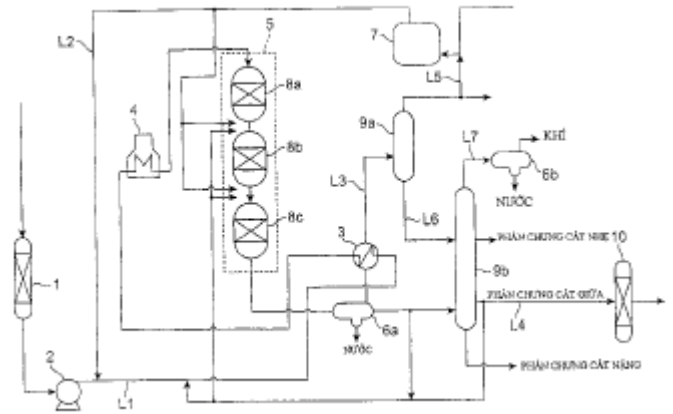 L2
5
7
L5
8a
4
9a
L7
KHÍ
8b
6b
L3
NƯỚC
L6
8c
3
PHẦN CHƯNG CẤT NHẸ
10
9b
1
PHẦN CHƯNG CẤT GIỮA
L4
6a
NƯỚC
2
PHẦN CHƯNG CẤT NẶNG
L1